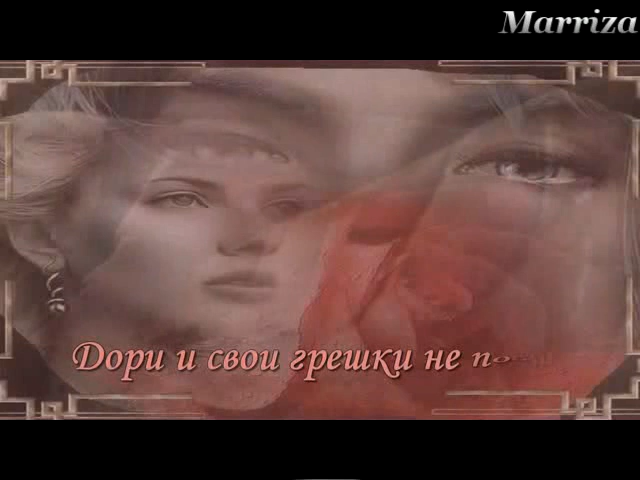 Marriza
Дори и свои грешки не